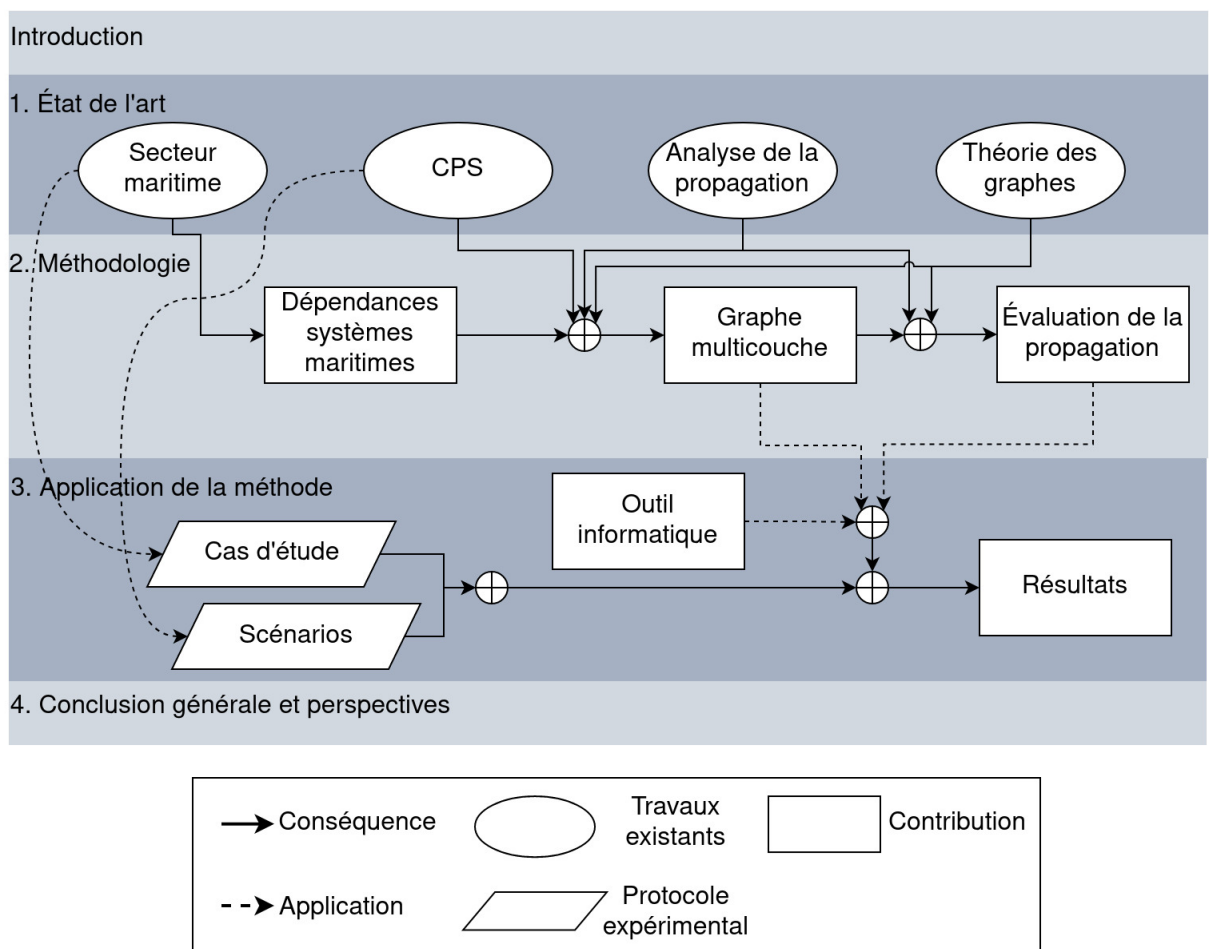 Introduction
1. État de l'art
Secteur
maritime
CPS
Analyse de la
propagation
Théorie des
graphes
2. Méthodologie
Dépendances
systèmes
maritimes
Graphe
multicouche
Évaluation de la
propagation
3. Application de la méthode
Outil
informatique
Cas d'étude
Scénarios
Résultats
4. Conclusion générale et perspectives
Conséquence
Travaux
existants
Contribution
Application
Protocole
expérimental